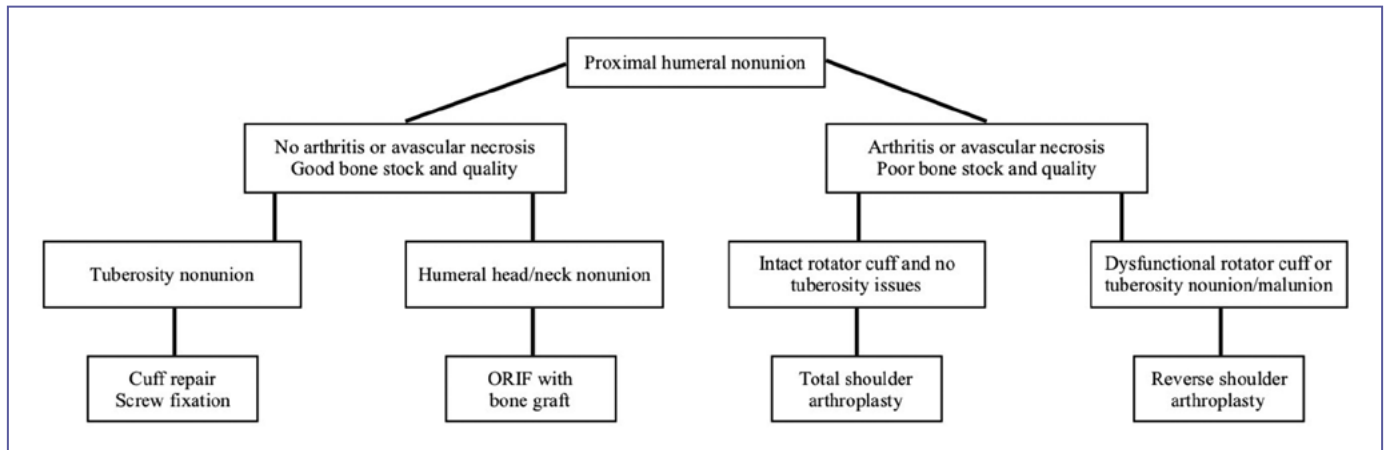 Proximal humeral nonunion
No arthritis or avascular necrosis
Good bone stock and quality
Arthritis or avascular necrosis
Poor bone stock and quality
Tuberosity nonunion
Humeral head/neck nonunion
Intact rotator cuff and no
tuberosity issues
Dysfunctional rotator cuff or
tuberosity nounion/malunion
Cuff repair
Screw fixation
ORIF with
bone graft
Total shoulder
arthroplasty
Reverse shoulder
arthroplasty